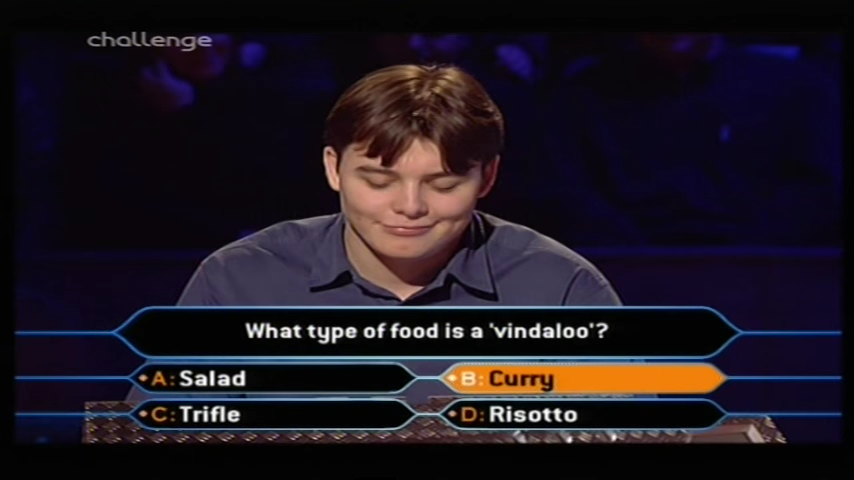 challenge
What type of food is a 'vindaloo'?
A: Salad
B: Curry
C: Trifle
D: Risotto